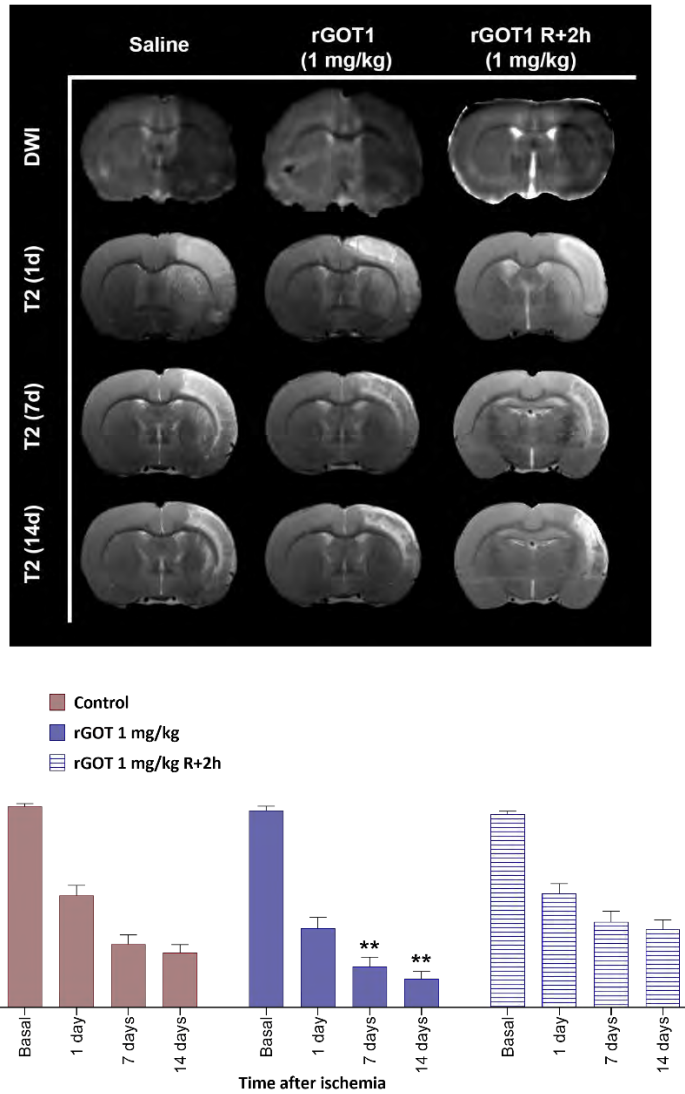 Saline
rGOT1
(1 mg/kg)
rGOT1 R+2h
(1 mg/kg)
DWI
T2 (1d)
T2 (7d)
T2 (14d)
Control
rGOT 1 mg/kg
rGOT 1 mg/kg R+2h
**
**
Basal
1 day
7 days
14 days
Basal
1 day
7 days
14 days
Basal
1 day
7 days
14 days
Time after ischemia